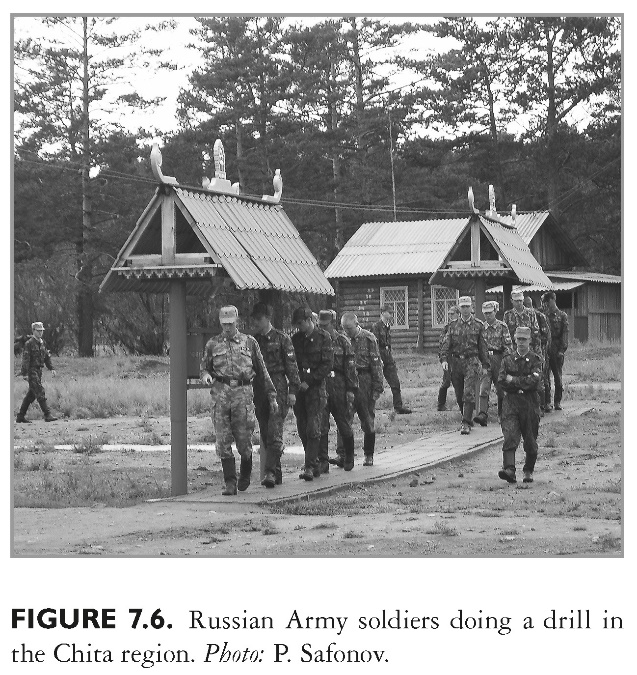 FIGURE 7.6. Russian Army soldiers doing a drill in
the Chita region. Photo: P. Safonov.